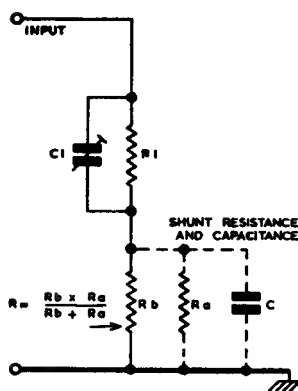 INPUT
C1
R1
SHUNT RESISTANCE
AND CAPACITANCE
R= Rb x Ra
Rb + Ra
Rb
Ra
C